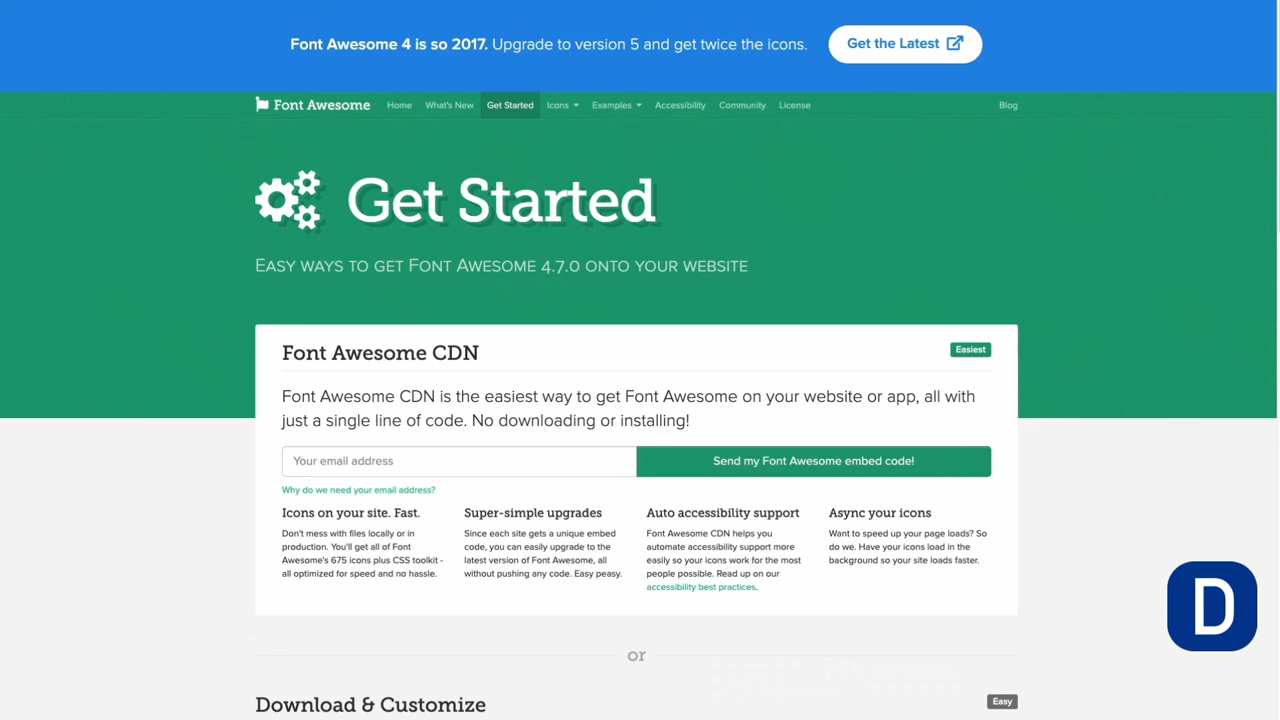 Font Awesome 4 is so 2017. Upgrade to version 5 and get twice the icons.
Get the Latest
Font Awesome Home What's New Get Started Icons Examples Accessibility Community License Blog
Get Started
EASY WAYS TO GET FONT AWESOME 4.7.0 ONTO YOUR WEBSITE
Font Awesome CDN
Easiest
Font Awesome CDN is the easiest way to get Font Awesome on your website or app, all with
just a single line of code. No downloading or installing!
Your email address
Send my Font Awesome embed code!
Why do we need your email address?
Icons on your site. Fast.
Don't mess with files locally or in
production. You'll get all of Font
Awesome's 675 icons plus CSS toolkit -
all optimized for speed and no hassle.
Super-simple upgrades
Since each site gets a unique embed
code, you can easily upgrade to the
latest version of Font Awesome, all
without pushing any code. Easy peasy.
Auto accessibility support
Font Awesome CDN helps you
automate accessibility support more
easily so your icons work for the most
people possible. Read up on our
accessibility best practices.
Async your icons
Want to speed up your page loads? So
do we. Have your icons load in the
background so your site loads faster.
D
or
Download & Customize
Easy